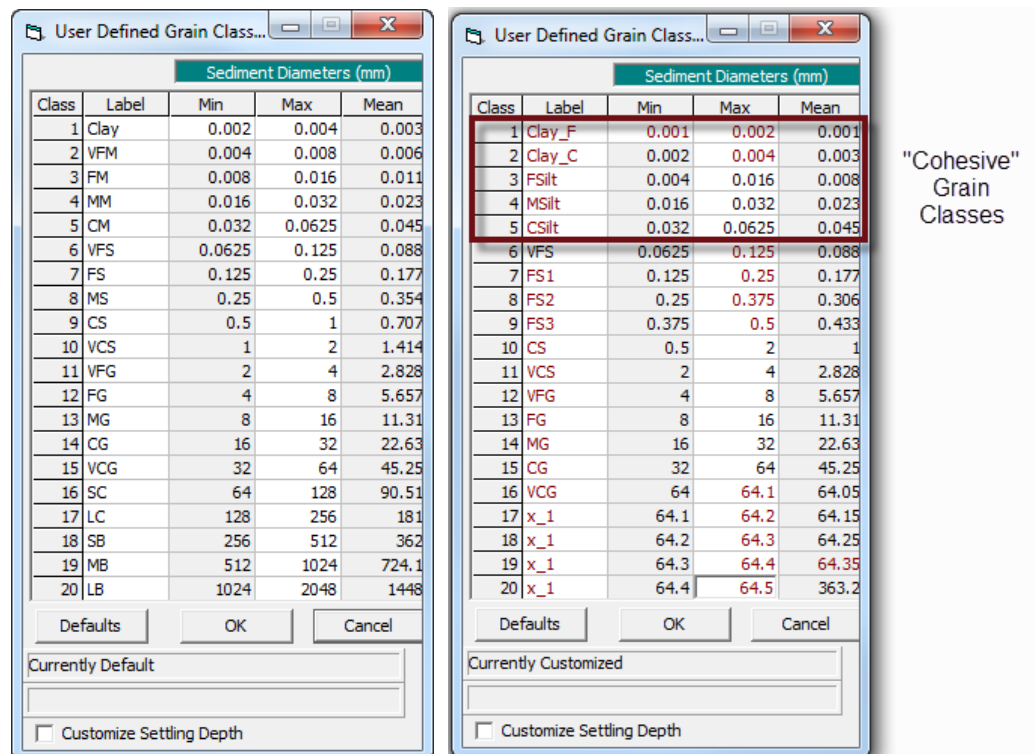 User Defined Grain Class...
Sediment Diameters (mm)
Class Label Min Max Mean
1 Clay 0.002 0.004 0.003
2 VFM 0.004 0.008 0.006
3 FM 0.008 0.016 0.011
4 MM 0.016 0.032 0.023
5 CM 0.032 0.0625 0.045
6 VFS 0.0625 0.125 0.088
7 FS 0.125 0.25 0.177
8 MS 0.25 0.5 0.354
9 CS 0.5 1 0.707
10 VCS 1 2 1.414
11 VFG 2 4 2.828
12 FG 4 8 5.657
13 MG 8 16 11.31
14 CG 16 32 22.63
15 VCG 32 64 45.25
16 SC 64 128 90.51
17 LC 128 256 181
18 SB 256 512 362
19 MB 512 1024 724.1
20 LB 1024 2048 1448
Defaults OK Cancel
Currently Default
Customize Settling Depth
User Defined Grain Class...
Sediment Diameters (mm)
Class Label Min Max Mean
1 Clay_F 0.001 0.002 0.001
2 Clay_C 0.002 0.004 0.003
3 FSilt 0.004 0.016 0.008
4 MSilt 0.016 0.032 0.023
5 CSilt 0.032 0.0625 0.045
6 VFS 0.0625 0.125 0.088
7 FS1 0.125 0.25 0.177
8 FS2 0.25 0.375 0.306
9 FS3 0.375 0.5 0.433
10 CS 0.5 2 1
11 VCS 2 4 2.828
12 VFG 4 8 5.657
13 FG 8 16 11.31
14 MG 16 32 22.63
15 CG 32 64 45.25
16 VCG 64 64.1 64.05
17 x_1 64.1 64.2 64.15
18 x_1 64.2 64.3 64.25
19 x_1 64.3 64.4 64.35
20 x_1 64.4 64.5 363.2
Defaults OK Cancel
Currently Customized
Customize Settling Depth
"Cohesive"
Grain
Classes